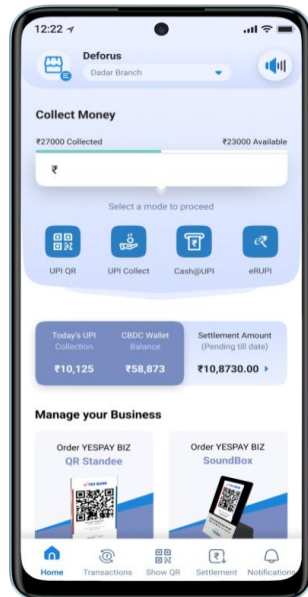 12:22
Deforus
Dadar Branch
Collect Money
₹27000 Collected
₹23000 Available
₹
Select a mode to proceed
UPI QR
UPI Collect
Cash@UPI
eRUPI
Today's UPI Collection
CBDC Wallet Balance
Settlement Amount (Pending till date)
₹10,125
₹58,873
₹10,8730.00
Manage your Business
Order YESPAY BIZ
QR Standee
Order YESPAY BIZ
SoundBox
YES BANK
Home
Transactions
Show QR
Settlement
Notifications